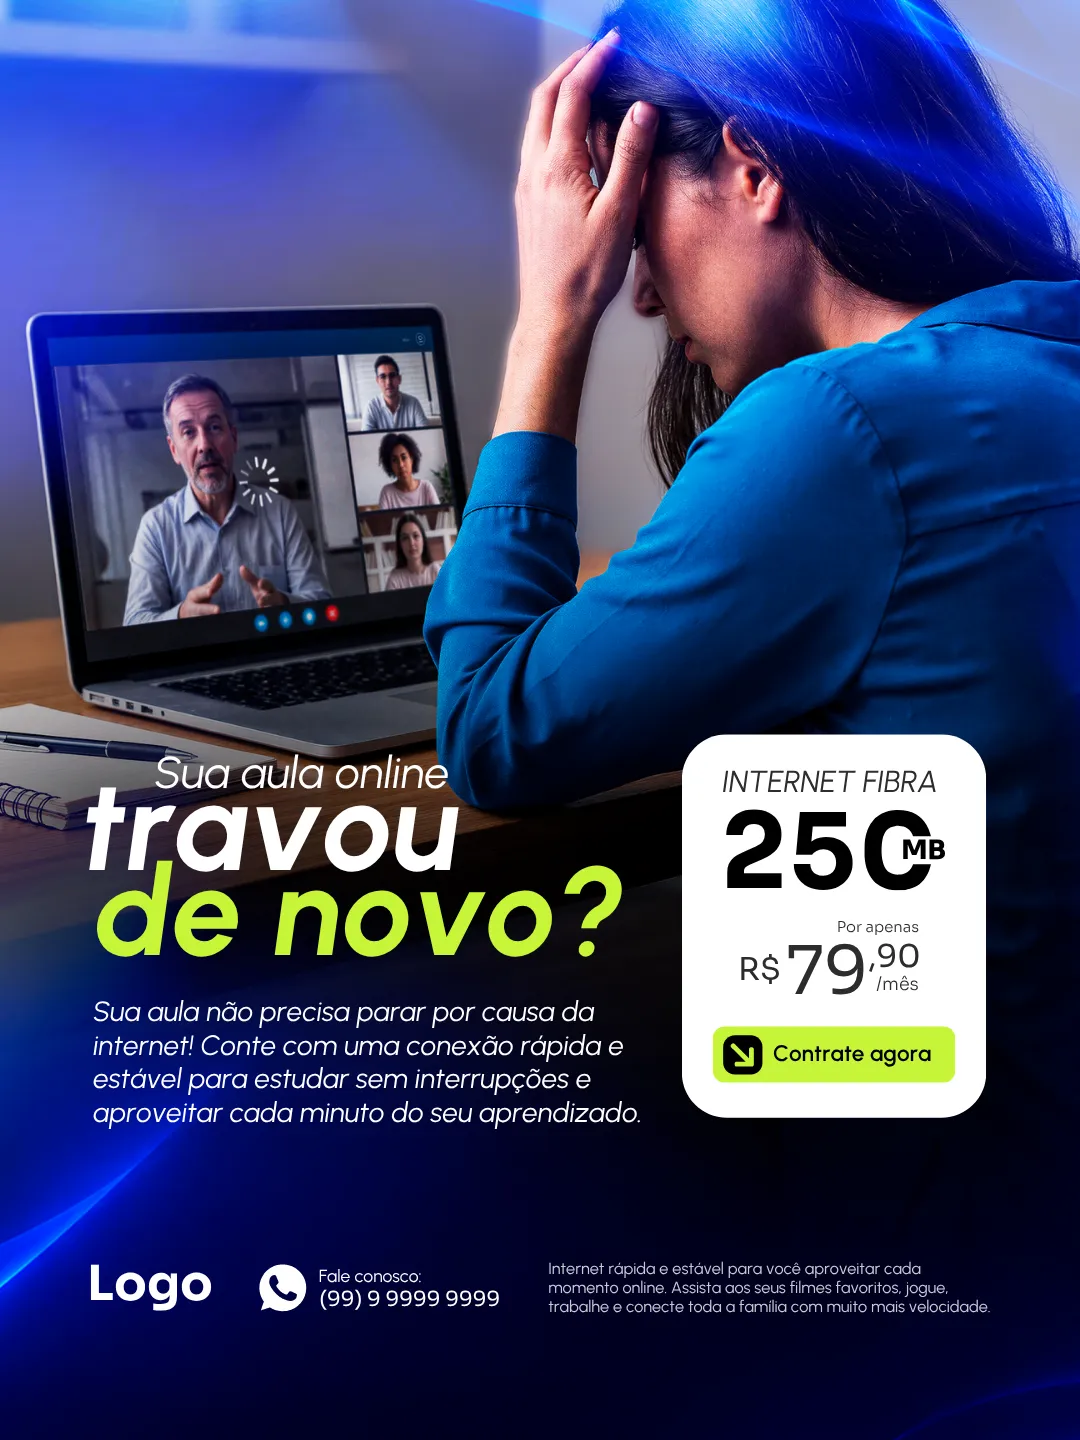 Sua aula online
travou
de novo?
Sua aula não precisa parar por causa da
internet! Conte com uma conexão rápida e
estável para estudar sem interrupções e
aproveitar cada minuto do seu aprendizado.
INTERNET FIBRA
250 MB
Por apenas
R$ 79,90
/mês
Contrate agora
Logo
Fale conosco:
(99) 9 9999 9999
Internet rápida e estável para você aproveitar cada
momento online. Assista aos seus filmes favoritos, jogue,
trabalhe e conecte toda a família com muito mais velocidade.